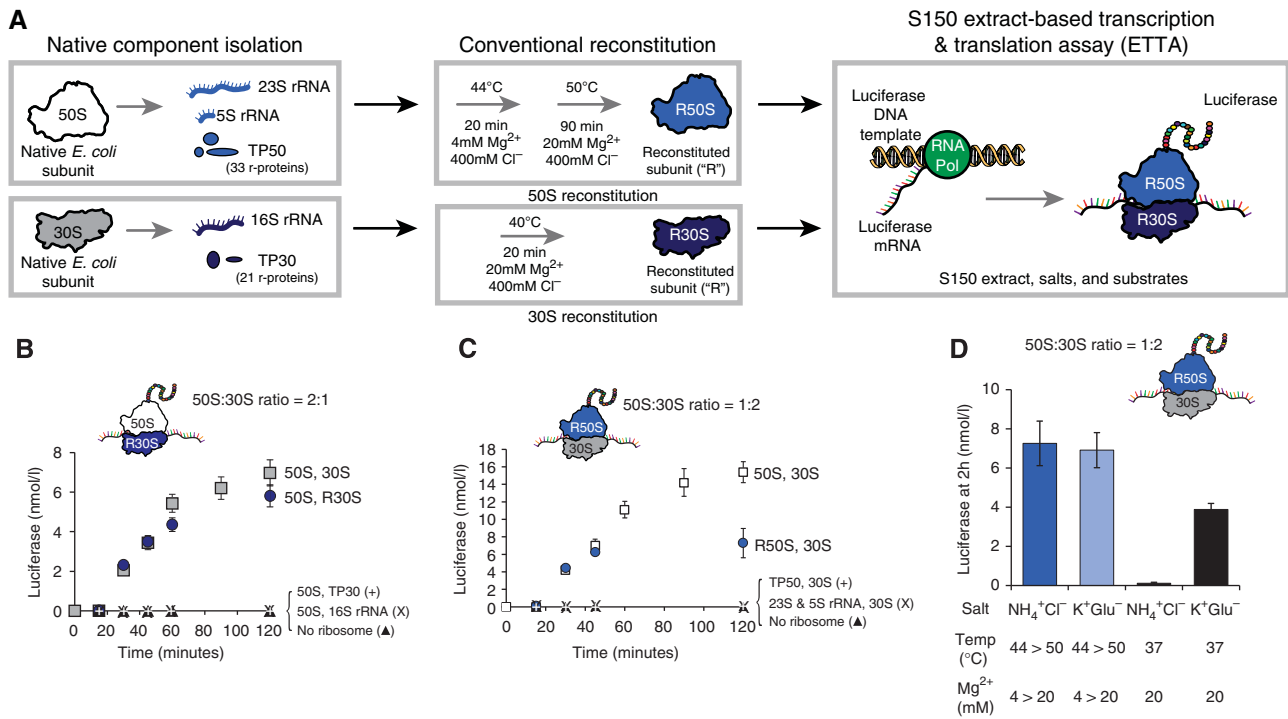 A
Native component isolation
50S
Native E. coli
subunit
23S rRNA
5S rRNA
TP50
(33 r-proteins)
30S
Native E. coli
subunit
16S rRNA
TP30
(21 r-proteins)
Conventional reconstitution
44°C
20 min
4mM Mg2+
400mM Cl–
50°C
90 min
20mM Mg2+
400mM Cl–
R50S
Reconstituted
subunit ("R")
50S reconstitution
40°C
20 min
20mM Mg2+
400mM Cl–
R30S
Reconstituted
subunit ("R")
30S reconstitution
S150 extract-based transcription
& translation assay (ETTA)
Luciferase
DNA
template
RNA
Pol
Luciferase
mRNA
Luciferase
R50S
R30S
S150 extract, salts, and substrates
B
50S:30S ratio = 2:1
50S
R30S
Luciferase (nmol/l)
8
6
4
2
0
0 20 40 60 80 100 120
Time (minutes)
50S, 30S
50S, R30S
50S, TP30 (+)
50S, 16S rRNA (X)
No ribosome (▲)
C
50S:30S ratio = 1:2
R50S
30S
Luciferase (nmol/l)
18
16
14
12
10
8
6
4
2
0
0 20 40 60 80 100 120
Time (minutes)
50S, 30S
R50S, 30S
TP50, 30S (+)
23S & 5S rRNA, 30S (X)
No ribosome (▲)
D
50S:30S ratio = 1:2
R50S
30S
Luciferase at 2h (nmol/l)
10
8
6
4
2
0
Salt NH4+Cl– K+Glu– NH4+Cl– K+Glu–
Temp
(°C)
44 > 50 44 > 50 37 37
Mg2+
(mM)
4 > 20 4 > 20 20 20